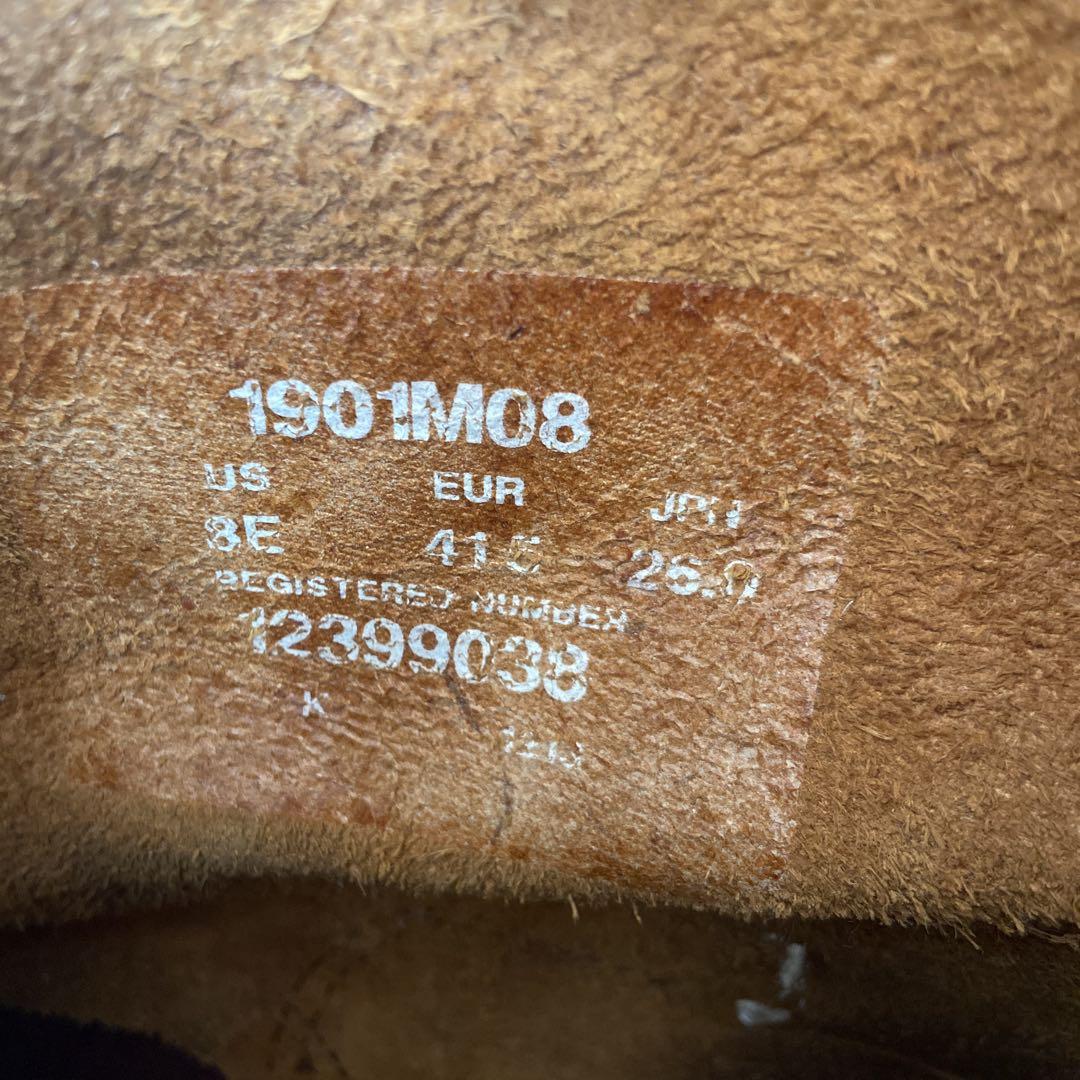 1901M08
US EUR JPN
8E 41.5 26.0
REGISTERED NUMBER
12399038
K